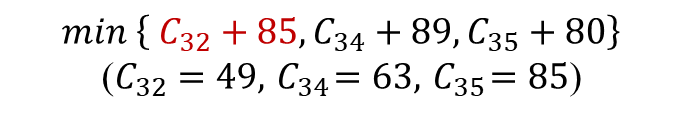 min { C₃₂ + 85, C₃₄ + 89, C₃₅ + 80}
(C₃₂ = 49, C₃₄ = 63, C₃₅ = 85)